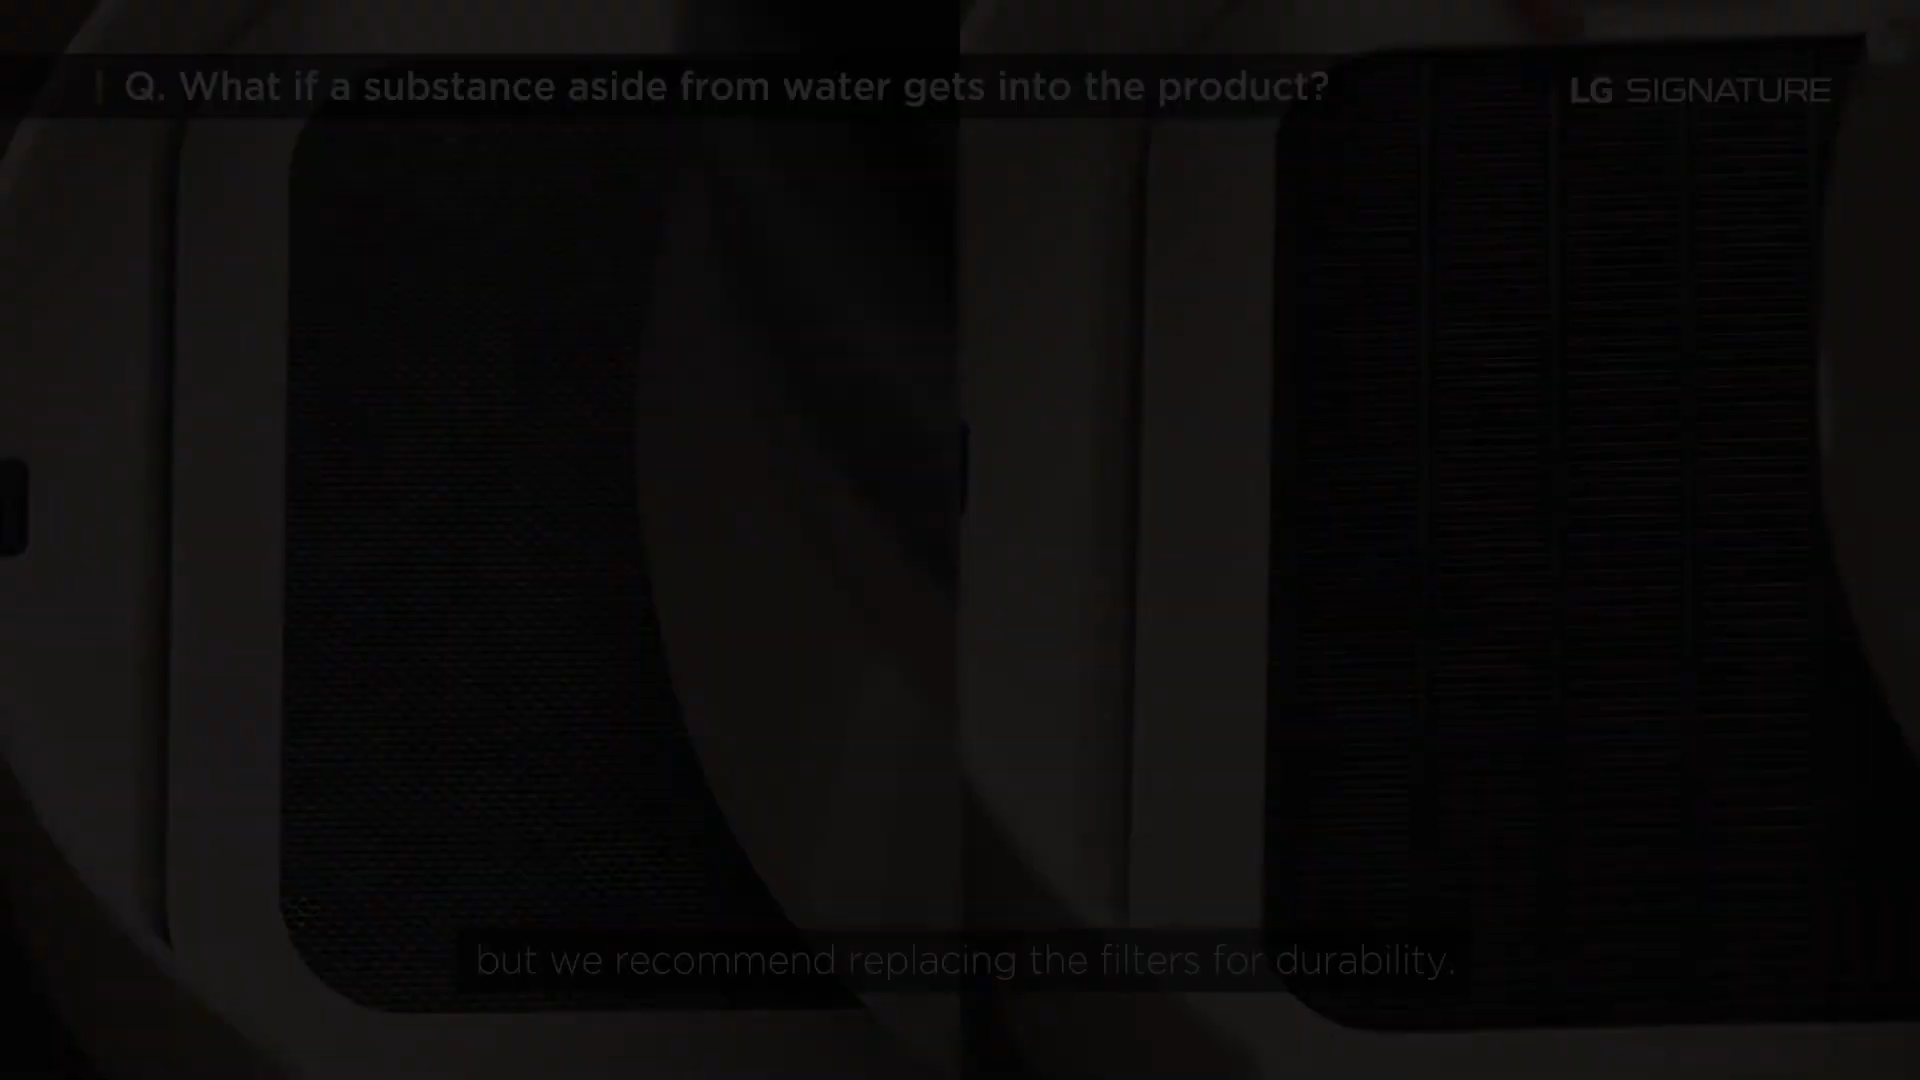 Q. What if a substance aside from water gets into the product?
LG SIGNATURE
but we recommend replacing the filters for durability.